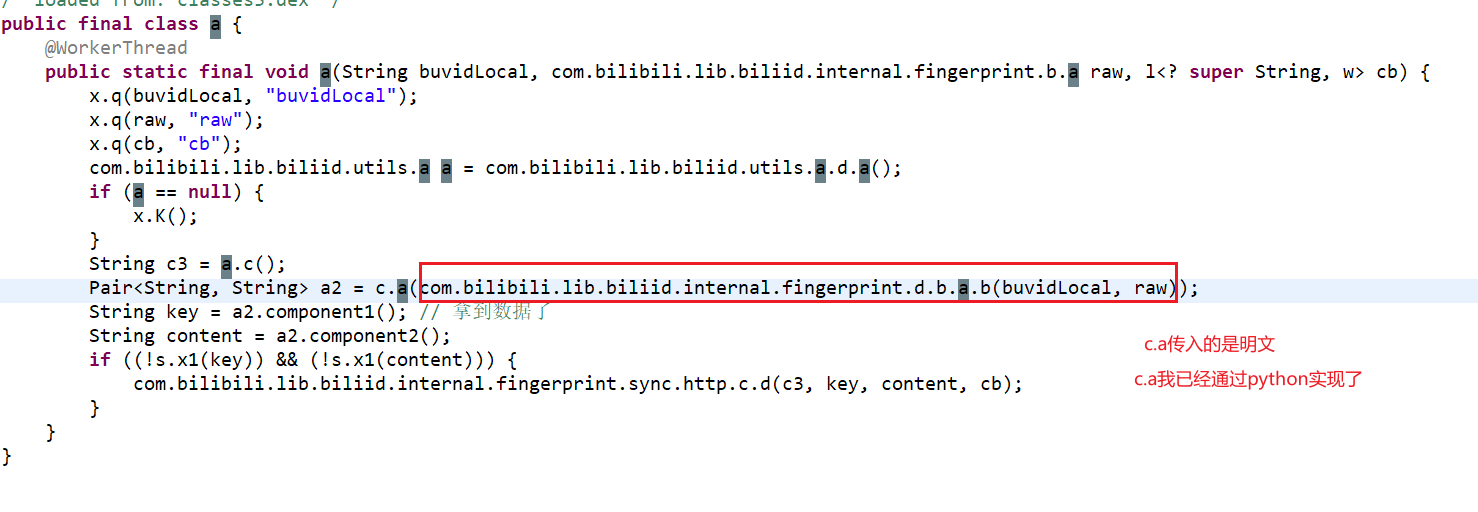 /* loaded from: classes5.dex */
public final class a {
@WorkerThread
public static final void a(String buvidLocal, com.bilibili.lib.biliid.internal.fingerprint.b.a raw, l<? super String, w> cb) {
x.q(buvidLocal, "buvidLocal");
x.q(raw, "raw");
x.q(cb, "cb");
com.bilibili.lib.biliid.utils.a a = com.bilibili.lib.biliid.utils.a.d.a();
if (a == null) {
x.K();
}
String c3 = a.c();
Pair<String, String> a2 = c.a(com.bilibili.lib.biliid.internal.fingerprint.d.b.a.b(buvidLocal, raw));
String key = a2.component1(); // 拿到数据了
String content = a2.component2();
if ((!s.x1(key)) && (!s.x1(content))) {
c.a传入的是明文
c.a我已经通过python实现了
com.bilibili.lib.biliid.internal.fingerprint.sync.http.c.d(c3, key, content, cb);
}
}
}